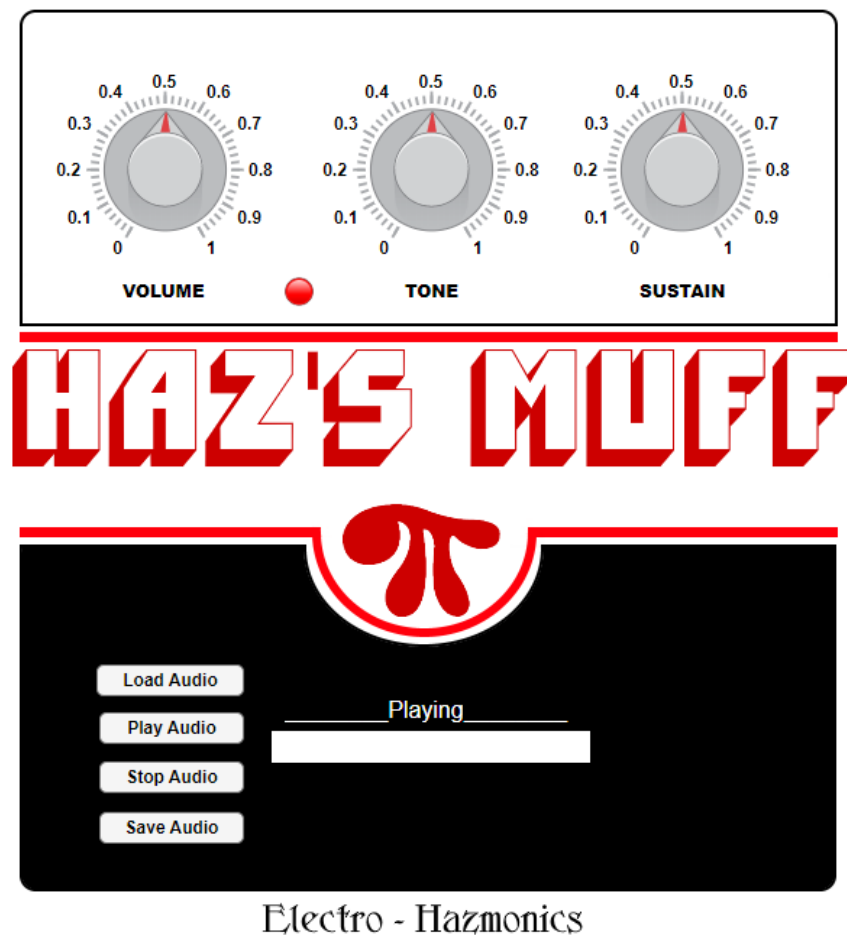 0.5 0.5 0.5
0.4 0.6 0.4 0.6 0.4 0.6
0.3 0.7 0.3 0.7 0.3 0.7
0.2 0.8 0.2 0.8 0.2 0.8
0.1 0.9 0.1 0.9 0.1 0.9
0 1 0 1 0 1
VOLUME TONE SUSTAIN
HAZ'S MUFF
π
Load Audio
________Playing________
Play Audio
Stop Audio
Save Audio
Electro - Hazmonics